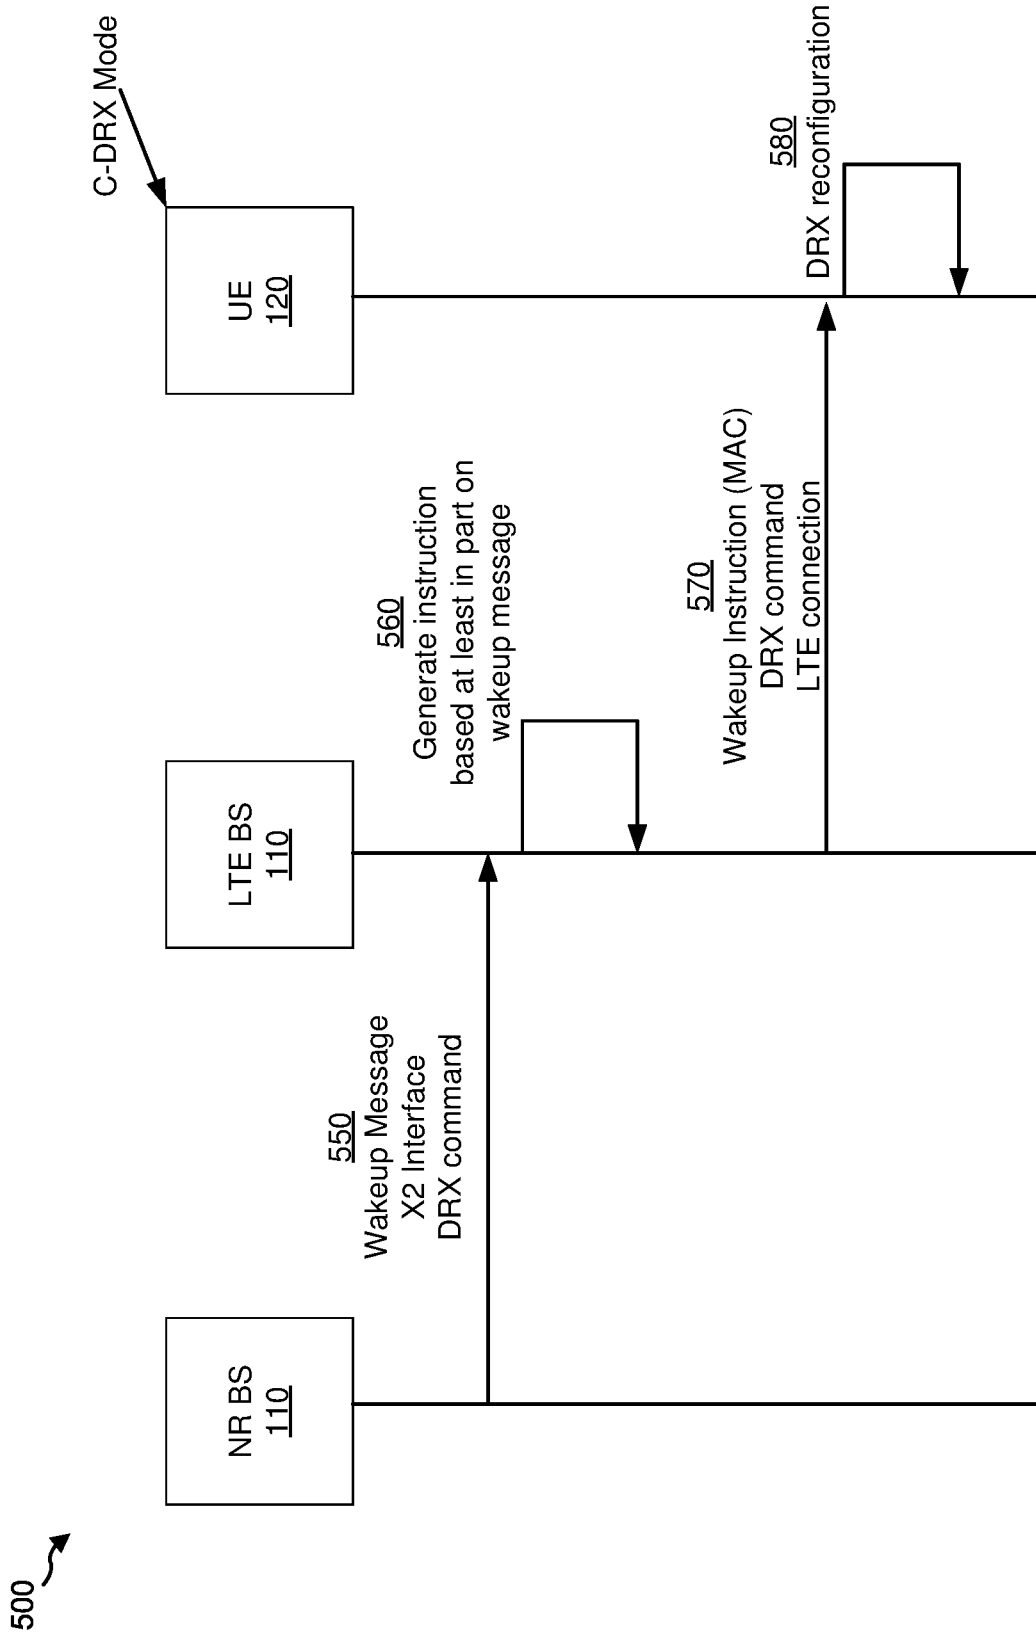 500
NR BS
110
LTE BS
110
UE
120
C-DRX Mode
550
Wakeup Message
X2 Interface
DRX command
560
Generate instruction
based at least in part on
wakeup message
570
Wakeup Instruction (MAC)
DRX command
LTE connection
580
DRX reconfiguration